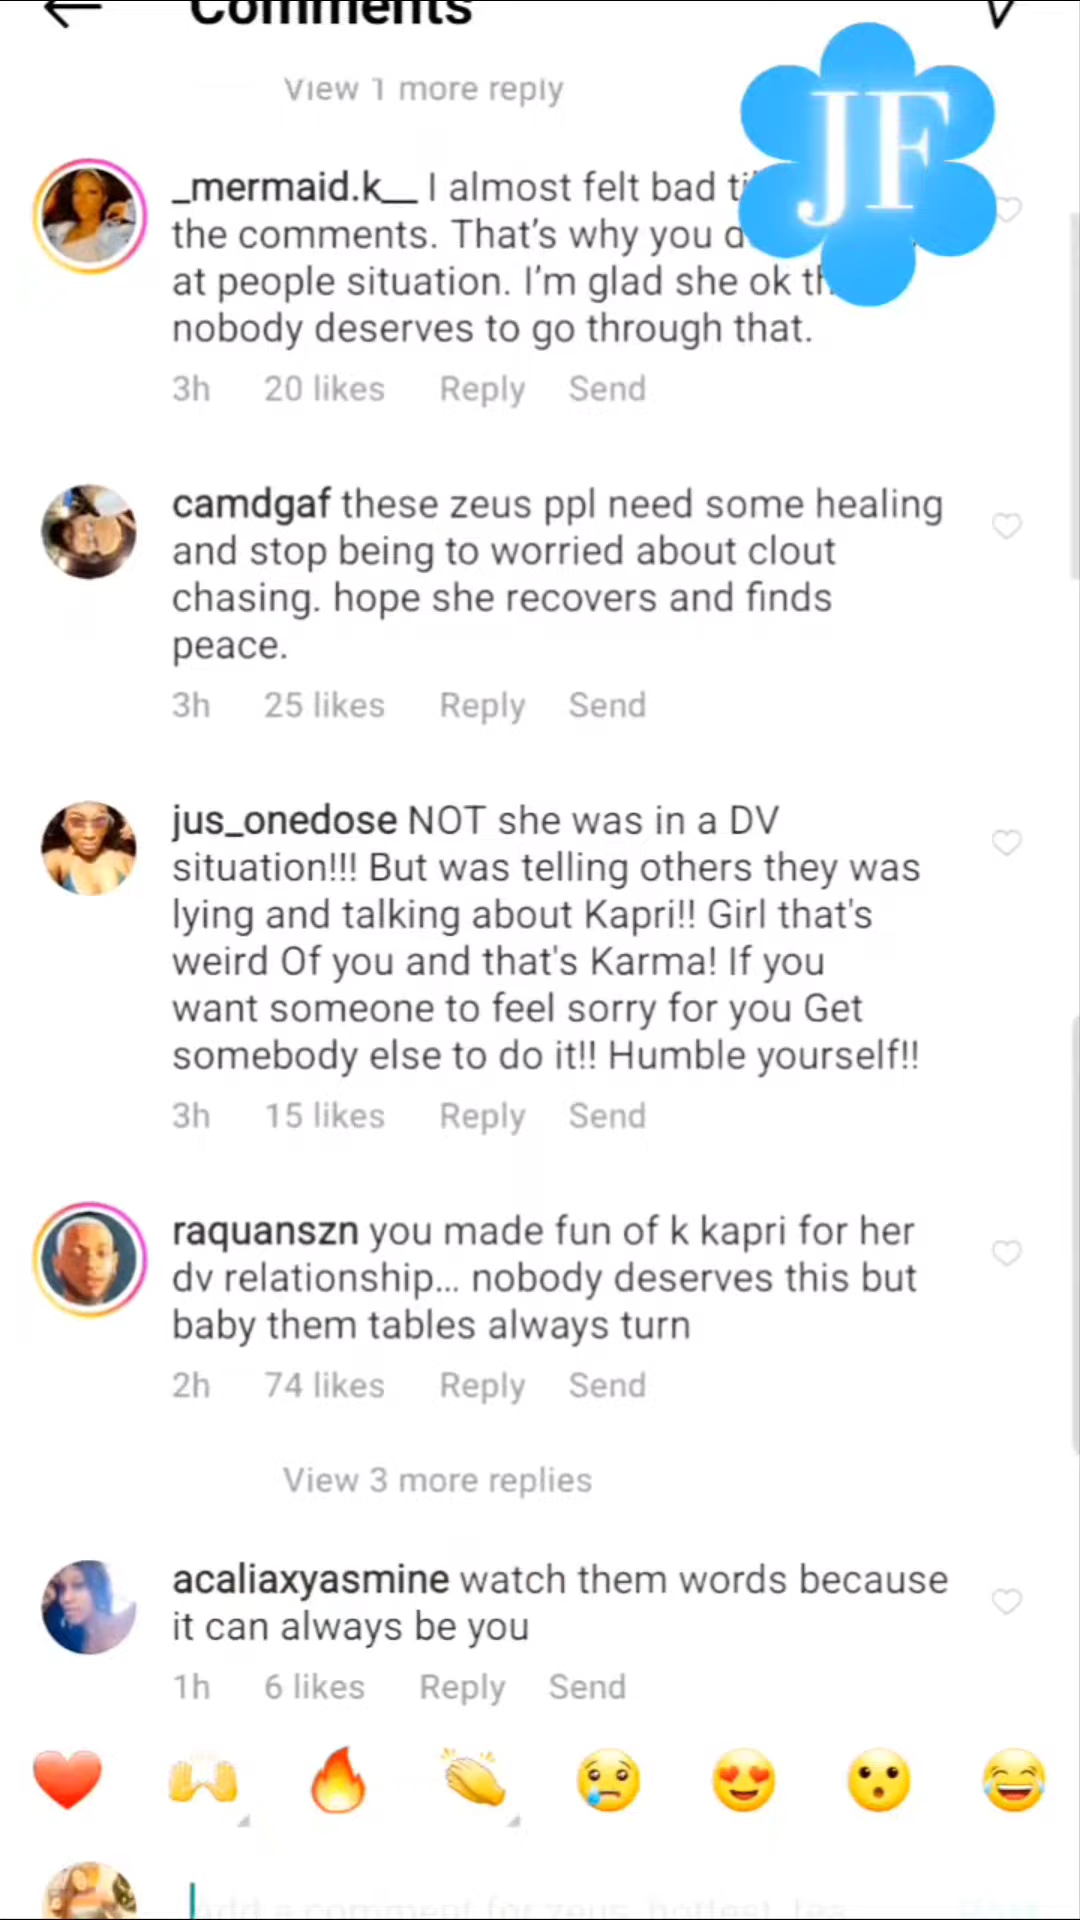 Comments
View 1 more reply
JF
_mermaid.k__ I almost felt bad
the comments. That's why you
at people situation. I'm glad she ok
nobody deserves to go through that.
3h 20 likes Reply Send
camdgaf these zeus ppl need some healing
and stop being to worried about clout
chasing. hope she recovers and finds
peace.
3h 25 likes Reply Send
jus_onedose NOT she was in a DV
situation!!! But was telling others they was
lying and talking about Kapri!! Girl that's
weird Of you and that's Karma! If you
want someone to feel sorry for you Get
somebody else to do it!! Humble yourself!!
3h 15 likes Reply Send
raquanszn you made fun of k kapri for her
dv relationship... nobody deserves this but
baby them tables always turn
2h 74 likes Reply Send
View 3 more replies
acaliaxyasmine watch them words because
it can always be you
1h 6 likes Reply Send
Add a comment for zeus_hottest_tea